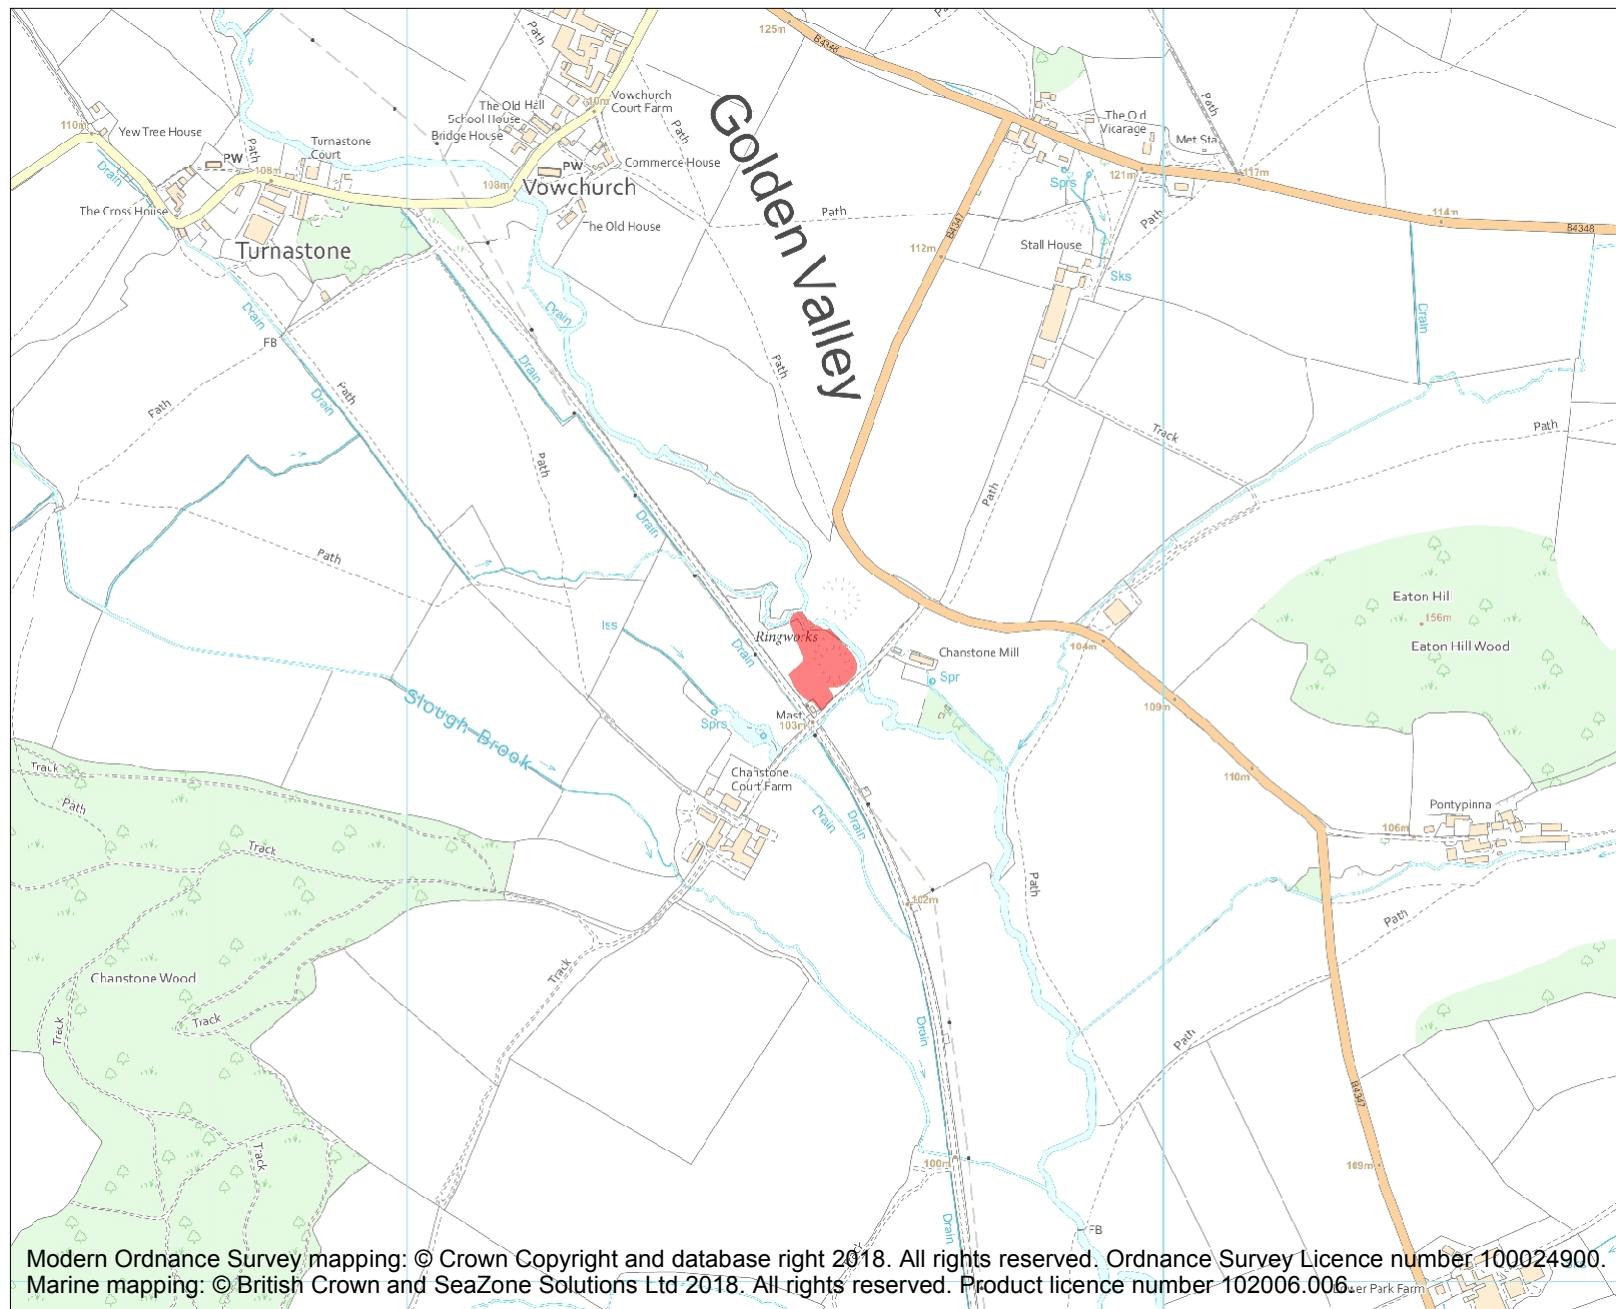 125m
B4348
Path
Path
110m
Yew Tree House
PW
Path
Turnastone
Court
108m
Drain
The Cross House
Turnastone
The Old Hall
School House
Bridge House
Vowchurch
Court Farm
Path
Commerce House
PW
108m
Vowchurch
The Old House
Golden Valley
Path
B4347
112m
The Old
Vicarage
Met Sta
Path
Sprs
121m
117m
Path
Stall House
Sks
114m
B4348
Drain
Drain
FB
Drain
Path
Path
Drain
Drain
Path
Path
Track
Path
Path
Path
Drain
Iss
Drain
Ringworks
Chanstone Mill
Spr
104m
109m
110m
Eaton Hill
156m
Eaton Hill Wood
Slough Brook
Sprs
Mast
103m
Chanstone
Court Farm
Drain
Drain
Track
Path
Track
Pontypinna
106m
Path
102m
Path
Chanstone Wood
Track
Track
Track
Drain
Path
B4347
Track
100m
109m
Drain
FB
Modern Ordnance Survey mapping: © Crown Copyright and database right 2018. All rights reserved. Ordnance Survey Licence number 100024900.
Marine mapping: © British Crown and SeaZone Solutions Ltd 2018. All rights reserved. Product licence number 102006.006.
Lower Park Farm